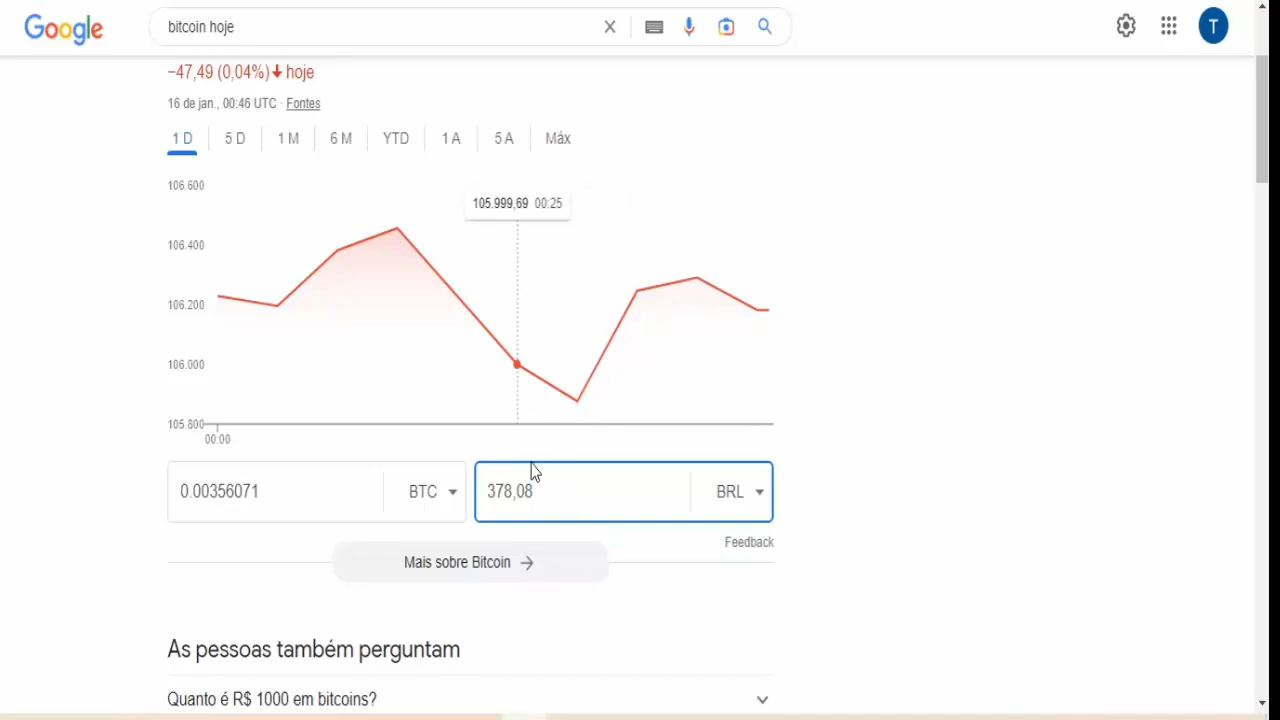 Google
bitcoin hoje
T
−47,49 (0,04%) hoje
16 de jan., 00:46 UTC · Fontes
1 D
5 D
1 M
6 M
YTD
1 A
5 A
Máx
106.600
105.999,69 00:25
106.400
106.200
106.000
105.800
00:00
0.00356071
BTC
378,08
BRL
Feedback
Mais sobre Bitcoin
As pessoas também perguntam
Quanto é R$ 1000 em bitcoins?